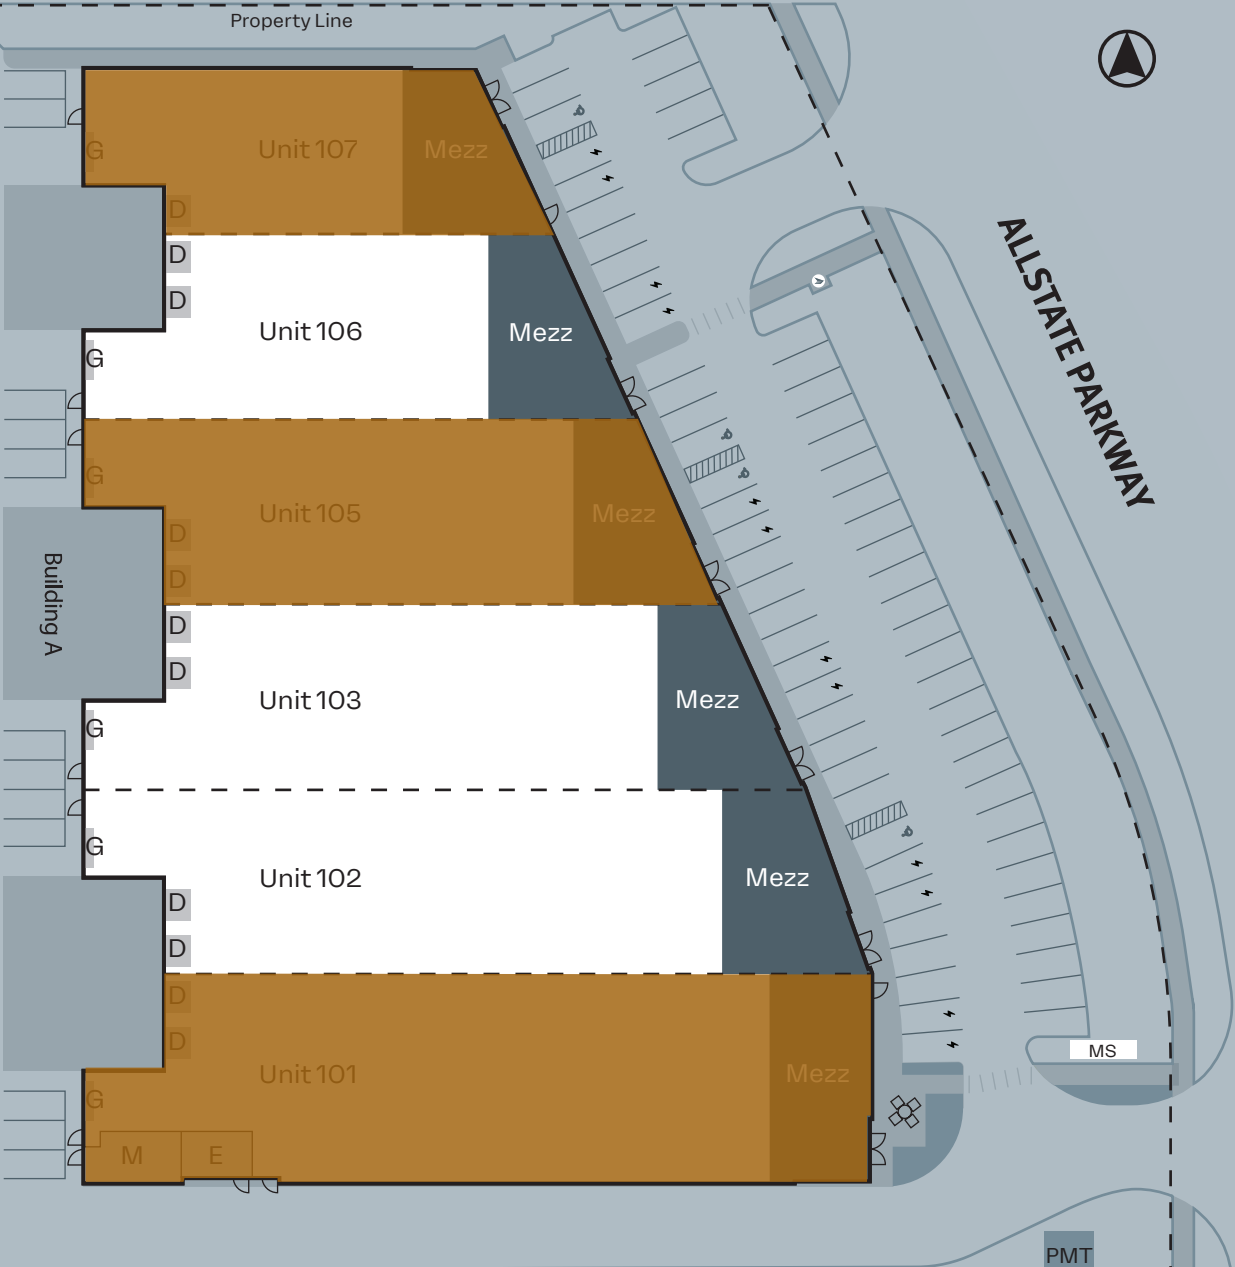 Property Line
G
Unit 107
Mezz
D
D
D
Unit 106
Mezz
G
ALLSTATE PARKWAY
G
Unit 105
Mezz
D
D
Building A
D
D
Unit 103
Mezz
G
G
Unit 102
Mezz
D
D
D
D
Unit 101
Mezz
MS
G
M
E
PMT